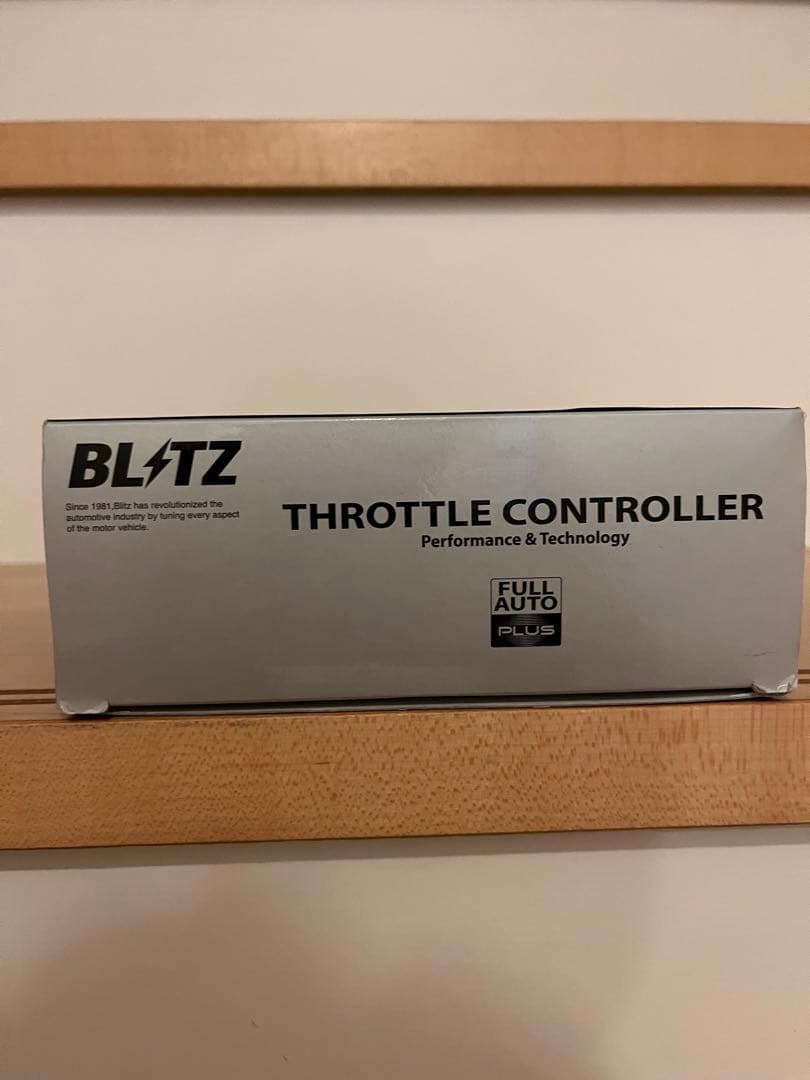 BLITZ
Since 1981,Blitz has revolutionized the
automotive industry by tuning every aspect
of the motor vehicle.
THROTTLE CONTROLLER
Performance & Technology
FULL
AUTO
PLUS